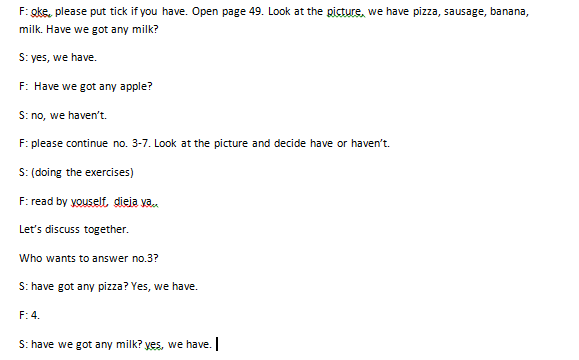 F: oke, please put tick if you have. Open page 49. Look at the picture, we have pizza, sausage, banana,
milk. Have we got any milk?
S: yes, we have.
F:  Have we got any apple?
S: no, we haven't.
F: please continue no. 3-7. Look at the picture and decide have or haven't.
S: (doing the exercises)
F: read by youself, dieja ya..
Let's discuss together.
Who wants to answer no.3?
S: have got any pizza? Yes, we have.
F: 4.
S: have we got any milk? yes, we have.